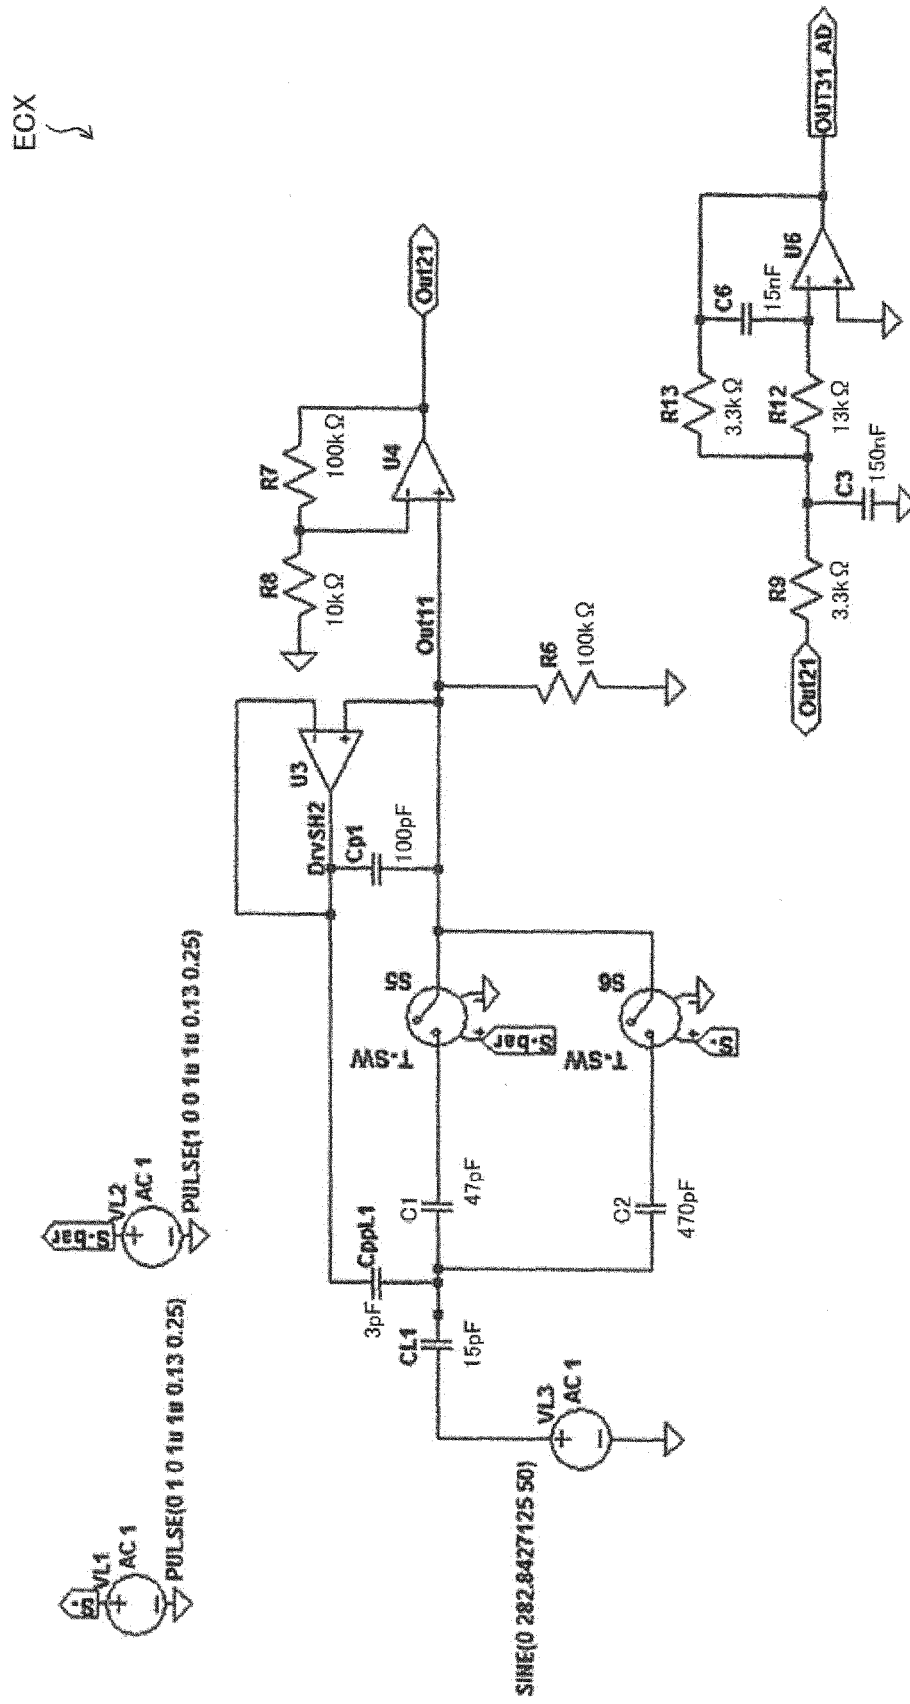 ECX
VL1
AC 1
S-
PULSE(0 1 0 1u 1u 0.13 0.25)
VL2
AC 1
S-bar
PULSE(1 0 0 1u 1u 0.13 0.25)
SINE(0 282.8427125 50)
VL3
AC 1
CL1
15pF
3pF
CppL1
C1
47pF
C2
470pF
T-SW
S5
S-bar
T-SW
S6
S-
DrvSH2
Cp1
100pF
U3
R6
100kΩ
Out11
R8
10kΩ
R7
100kΩ
U4
Out21
Out21
R9
3.3kΩ
C3
150nF
R13
3.3kΩ
R12
13kΩ
C6
15nF
U6
OUT31_AD